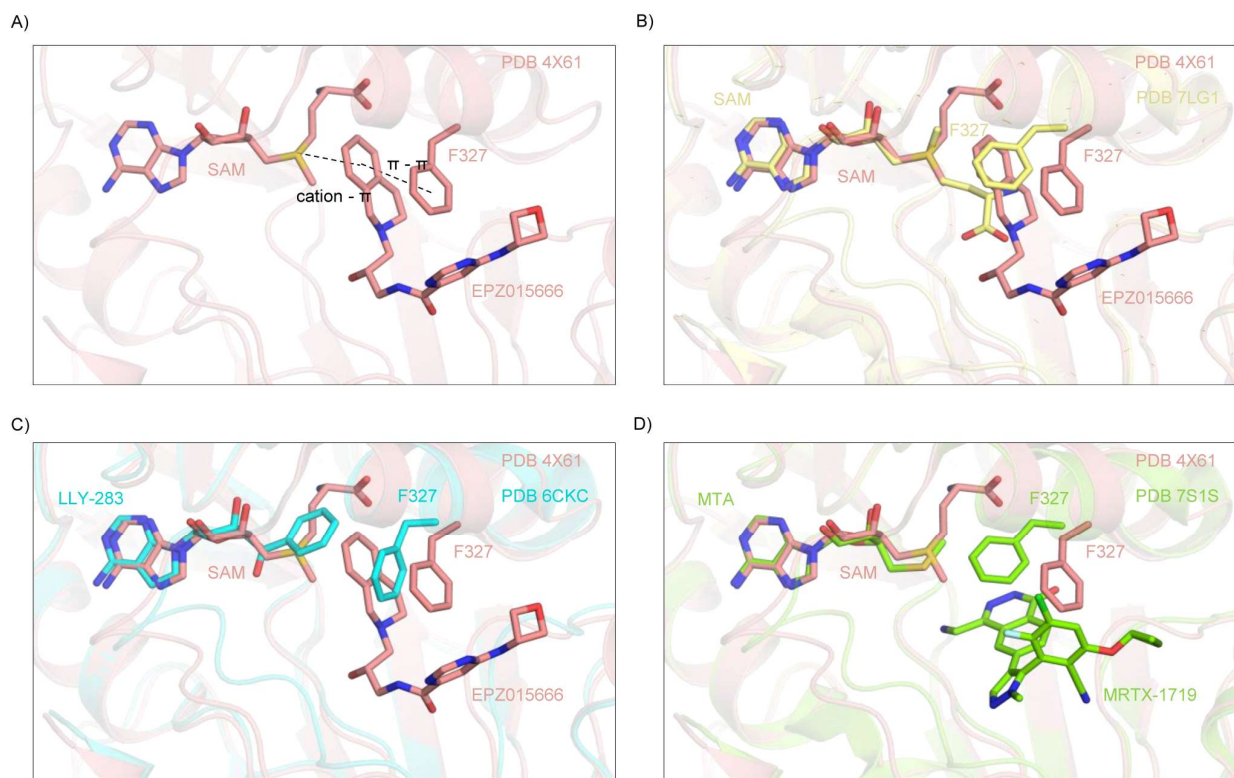 A)
PDB 4X61
SAM
π - π
F327
cation - π
EPZ015666
B)
PDB 4X61
SAM
PDB 7LG1
F327
F327
SAM
EPZ015666
C)
PDB 4X61
LLY-283
F327
PDB 6CKC
F327
SAM
EPZ015666
D)
PDB 4X61
MTA
F327
PDB 7S1S
F327
SAM
MRTX-1719